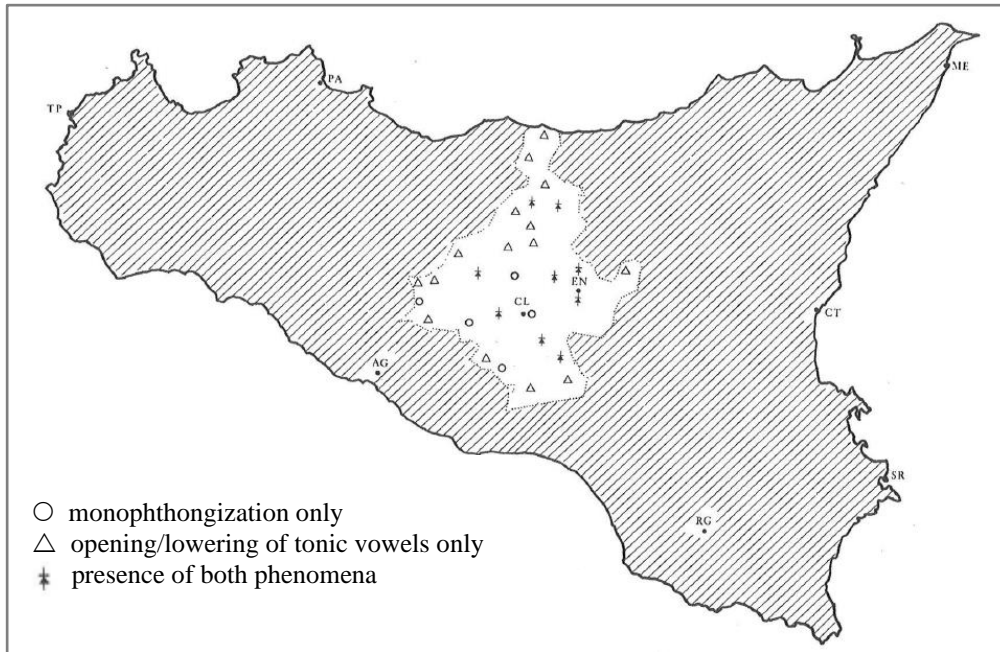 ME
PA
TP
EN
CL
CT
AG
SR
RG
monophthongization only
opening/lowering of tonic vowels only
presence of both phenomena